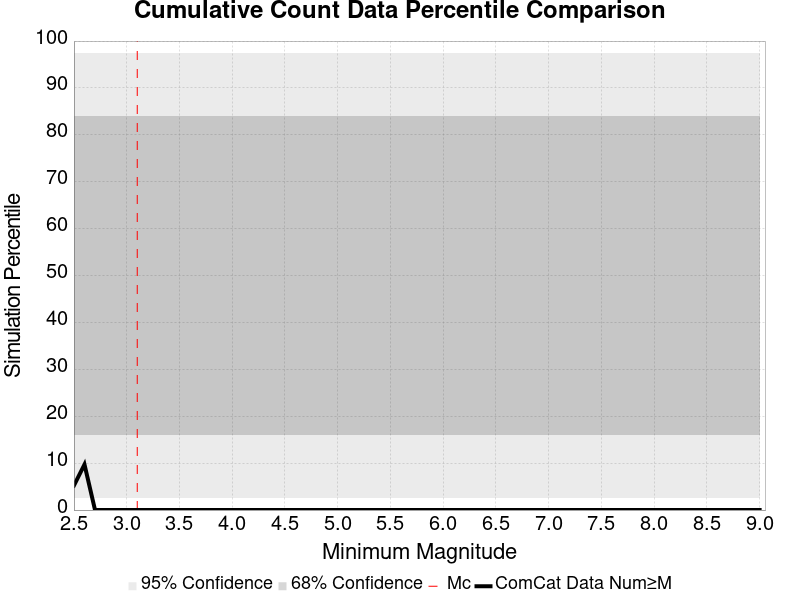 Cumulative Count Data Percentile Comparison
100
90
80
70
60
50
40
30
20
10
0
Simulation Percentile
2.5 3.0 3.5 4.0 4.5 5.0 5.5 6.0 6.5 7.0 7.5 8.0 8.5 9.0
Minimum Magnitude
95% Confidence 68% Confidence Mc ComCat Data Num≥M